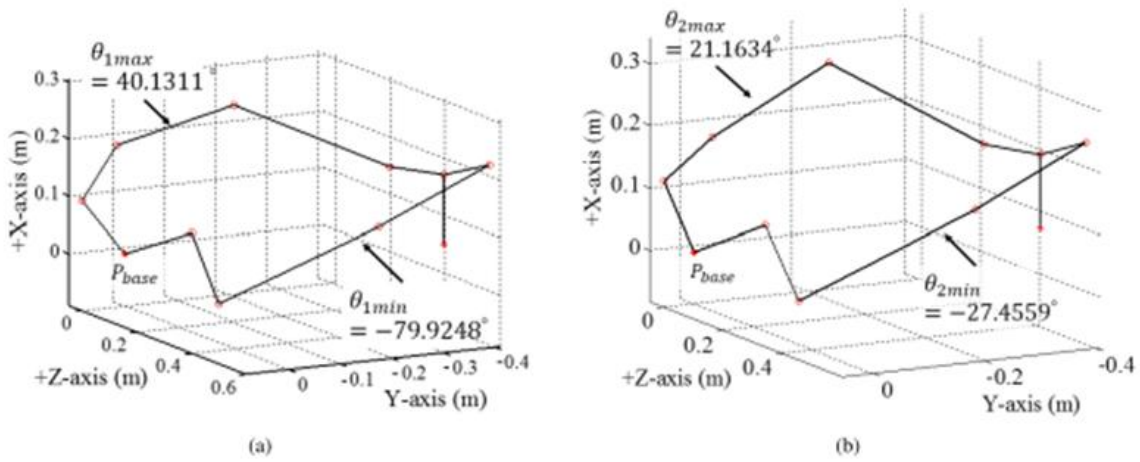 θ1max
= 40.1311°
0.3
0.2
0.1
0
+X-axis (m)
Pbase
θ1min
= −79.9248°
0
0.2
0.4
0.6
+Z-axis (m)
0
-0.1
-0.2
-0.3
-0.4
Y-axis (m)
(a)
θ2max
= 21.1634°
0.3
0.2
0.1
0
+X-axis (m)
Pbase
θ2min
= −27.4559°
0
0.2
0.4
+Z-axis (m)
0
-0.2
-0.4
Y-axis (m)
(b)